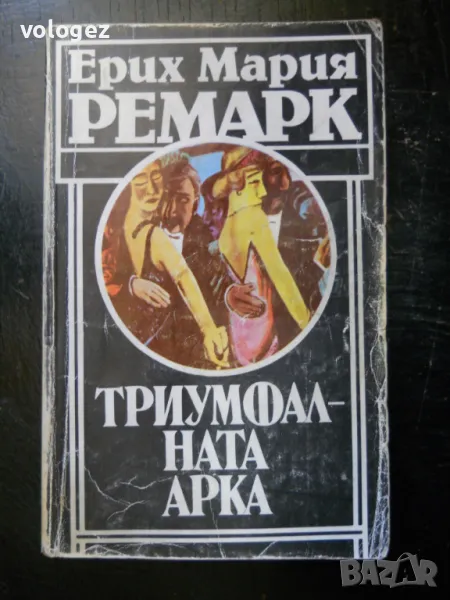 vologez
Ерих Мария
РЕМАРК
ТРИУМФАЛ-
НАТА
АРКА
BAZAR